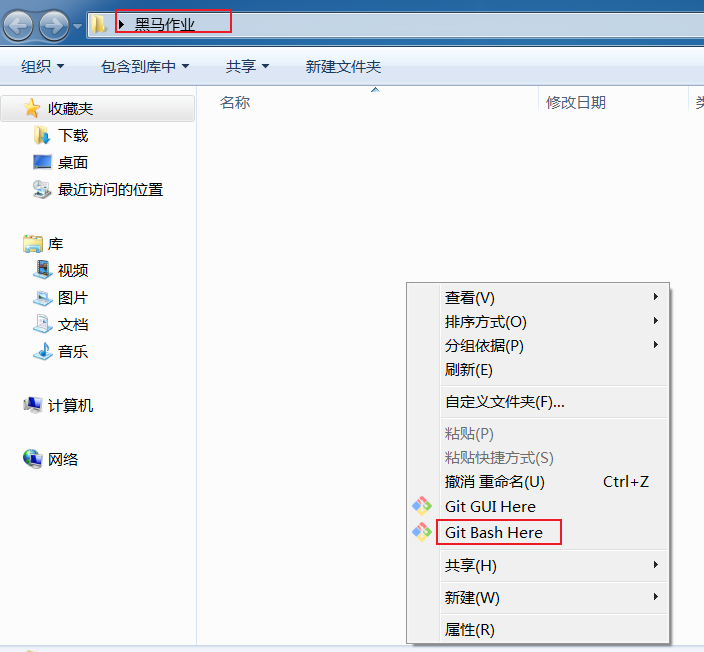 黑马作业
组织 包含到库中 共享 新建文件夹
名称 修改日期
收藏夹
下载
桌面
最近访问的位置
库
视频
图片
文档
音乐
计算机
网络
查看(V)
排序方式(O)
分组依据(P)
刷新(E)
自定义文件夹(F)...
粘贴(P)
粘贴快捷方式(S)
撤消 重命名(U) Ctrl+Z
Git GUI Here
Git Bash Here
共享(H)
新建(W)
属性(R)